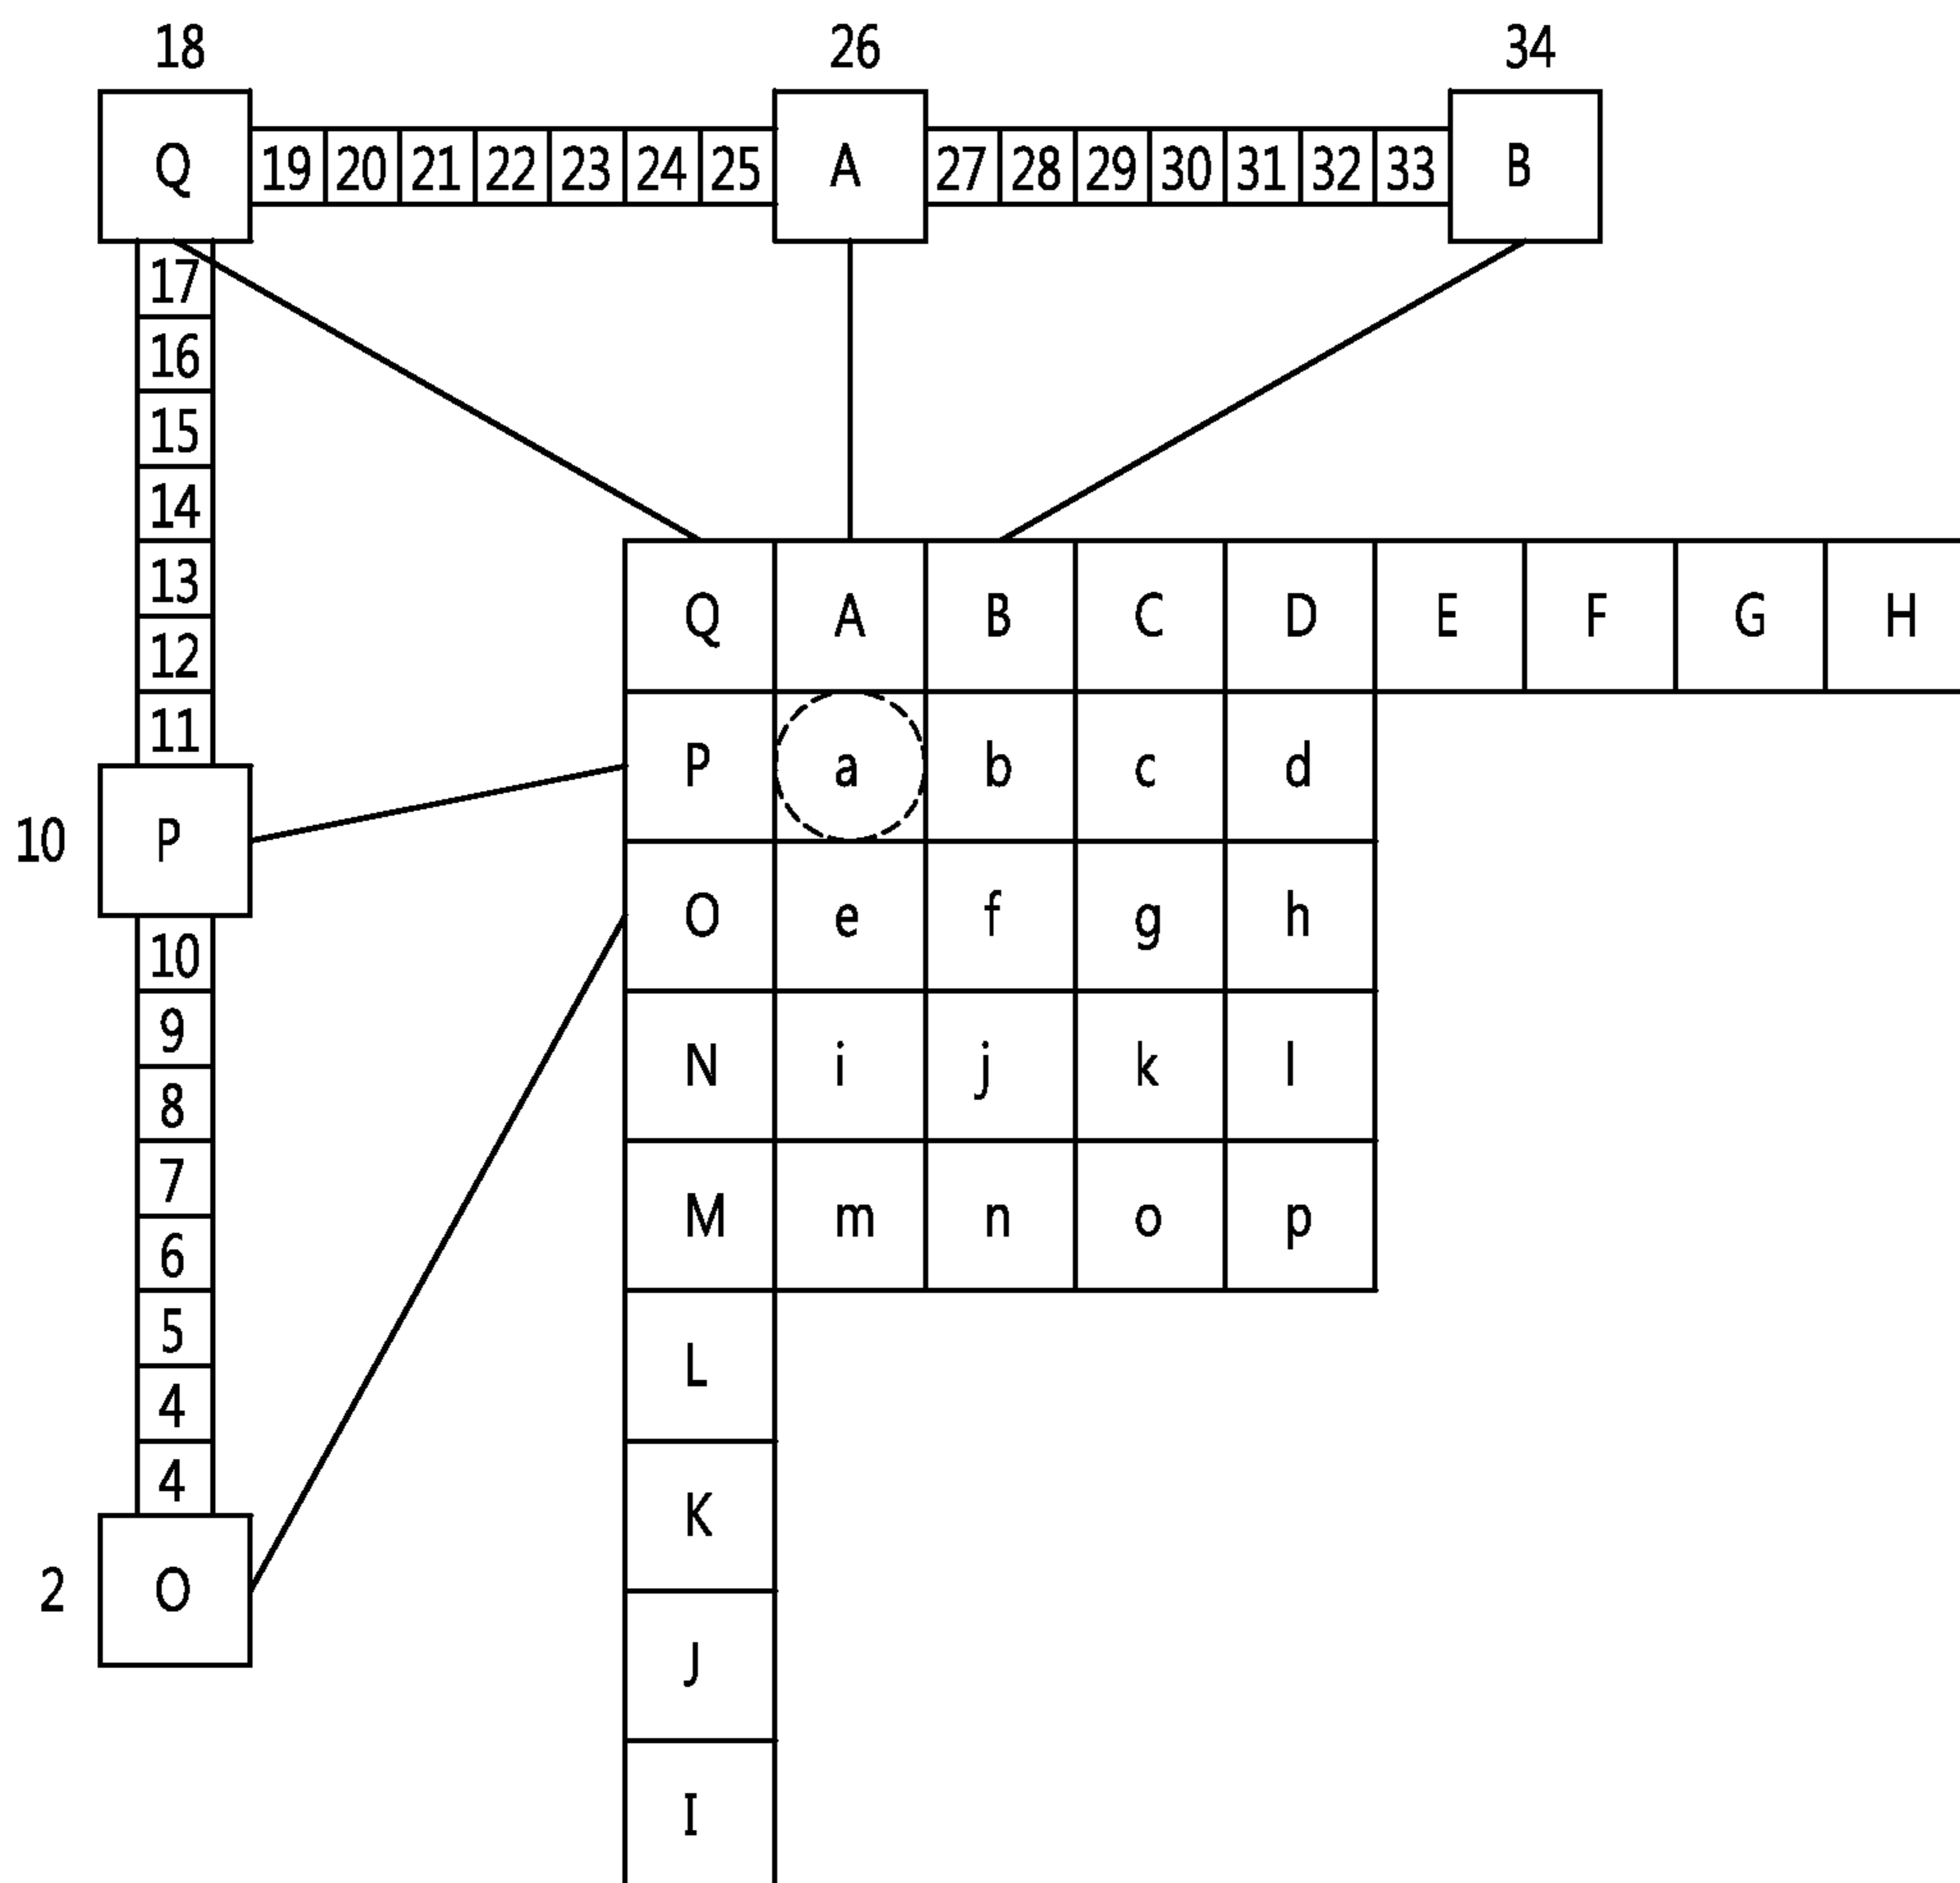 18 26 34
Q 19 20 21 22 23 24 25 A 27 28 29 30 31 32 33 B
17
16
15
14
13
12
11
10 P
10
9
8
7
6
5
4
4
2 O
Q A B C D E F G H
P a b c d
O e f g h
N i j k l
M m n o p
L
K
J
I